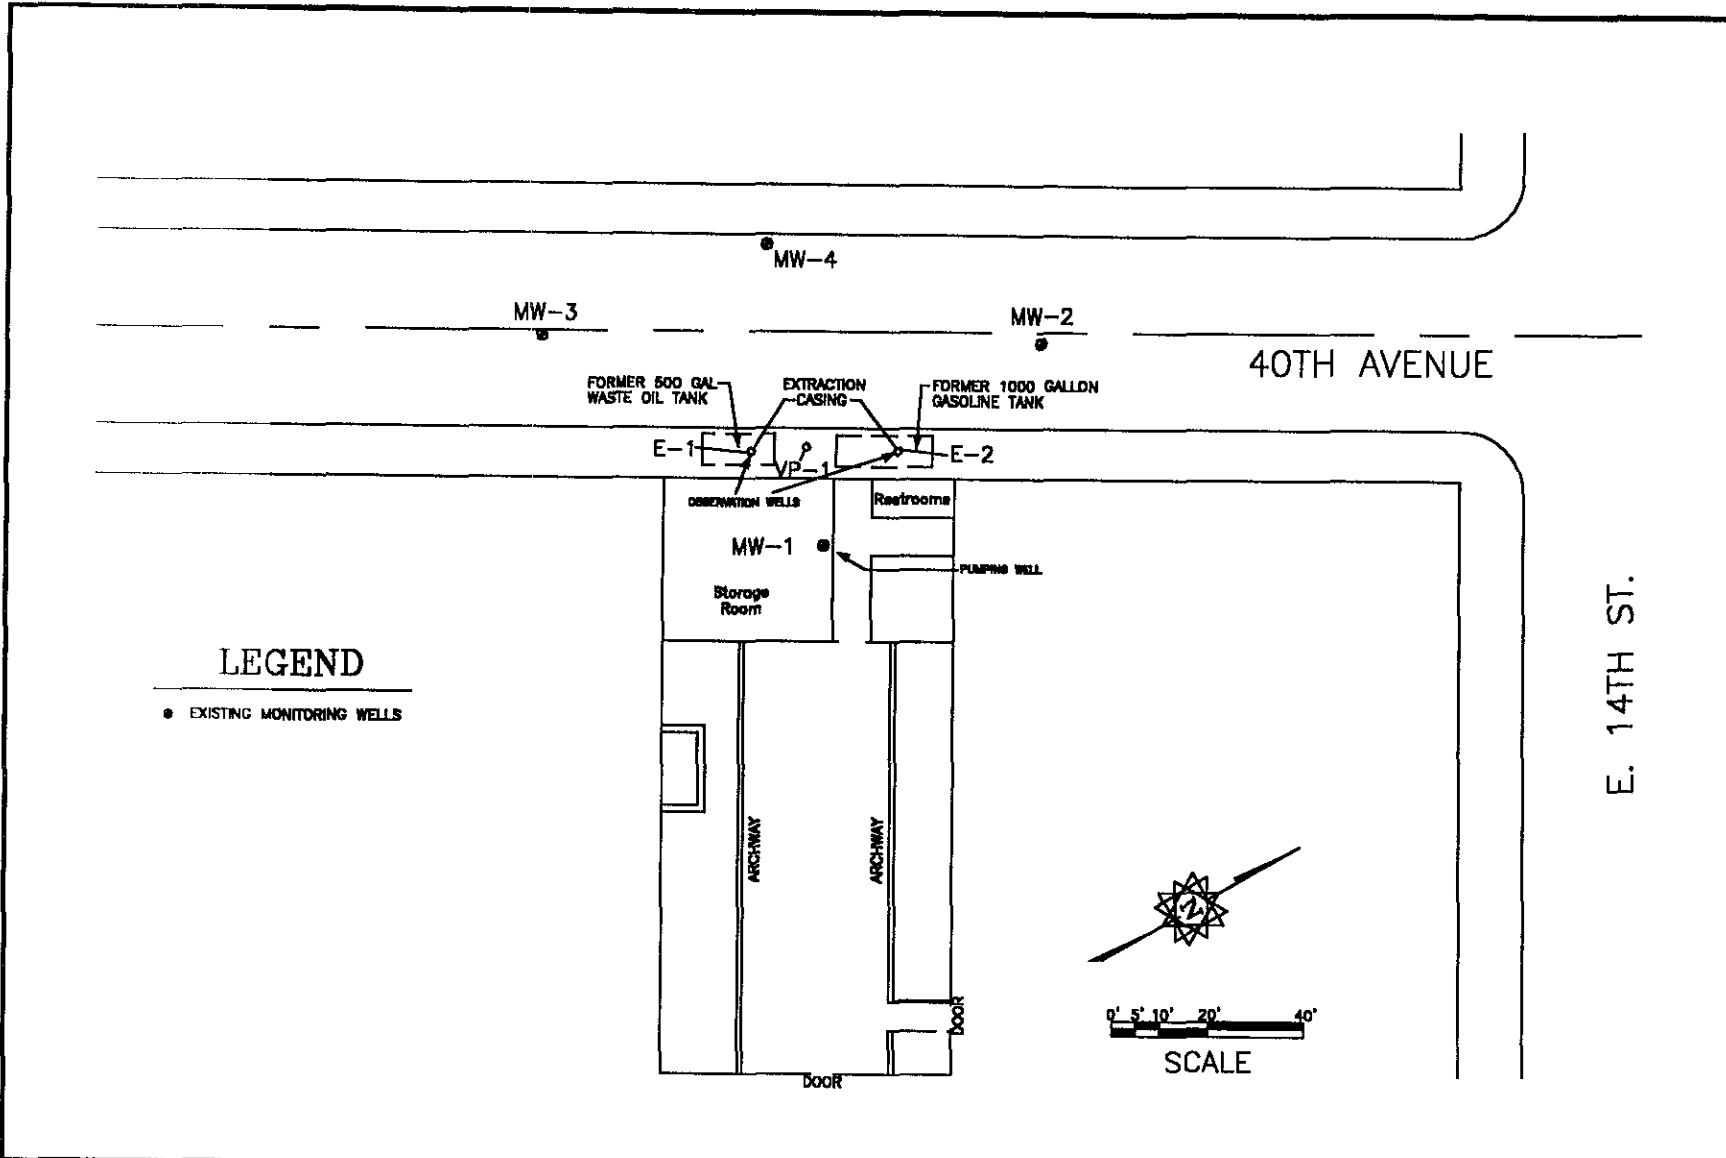 MW-4
MW-3
MW-2
40TH AVENUE
FORMER 500 GAL
WASTE OIL TANK
EXTRACTION
CASING
FORMER 1000 GALLON
GASOLINE TANK
E-1
VP-1
E-2
OBSERVATION WELLS
Restrooms
MW-1
PUMPING WELL
Storage
Room
E. 14TH ST.
LEGEND
EXISTING MONITORING WELLS
ARCHWAY
ARCHWAY
N
DOOR
0' 5' 10' 20' 40'
SCALE
DOOR